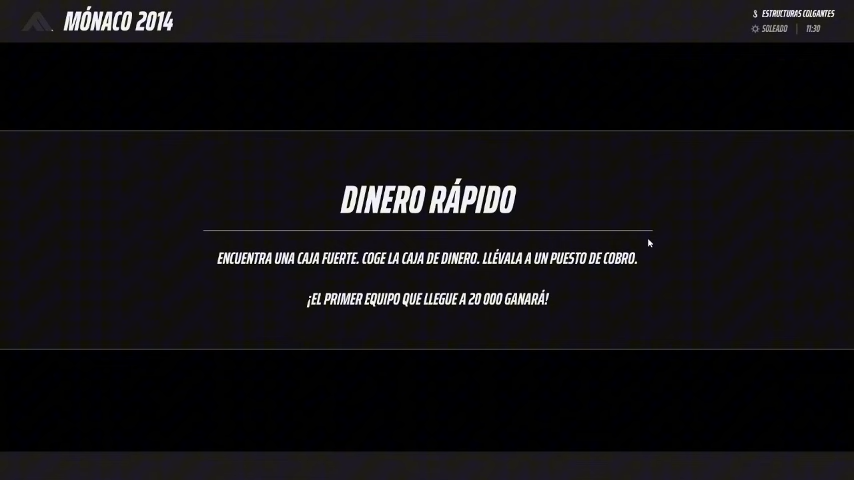 MÓNACO 2014
ESTRUCTURAS COLGANTES
SOLEADO | 11:30
DINERO RÁPIDO
ENCUENTRA UNA CAJA FUERTE. COGE LA CAJA DE DINERO. LLÉVALA A UN PUESTO DE COBRO.
¡EL PRIMER EQUIPO QUE LLEGUE A 20 000 GANARÁ!